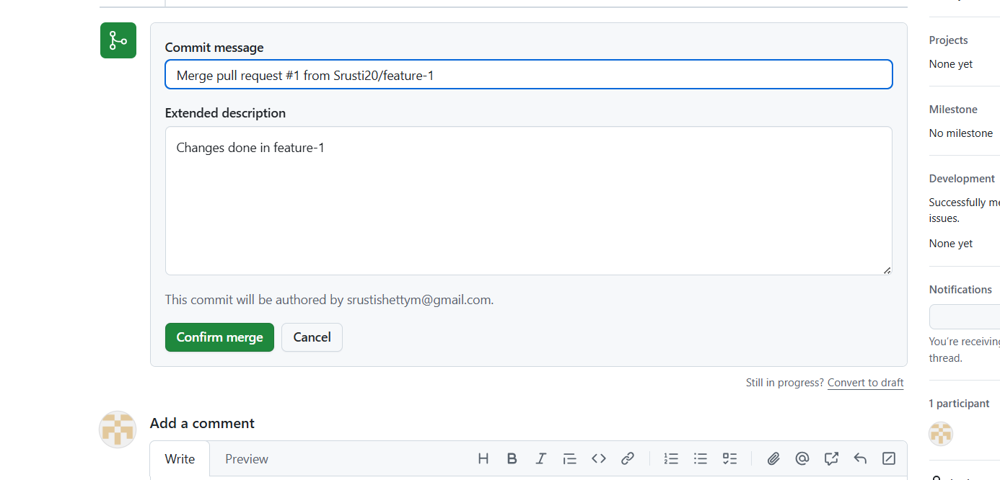 Commit message
Merge pull request #1 from Srusti20/feature-1
Extended description
Changes done in feature-1
This commit will be authored by srustishettym@gmail.com.
Confirm merge
Cancel
Still in progress? Convert to draft
Add a comment
Write
Preview
Projects
None yet
Milestone
No milestone
Development
Successfully me
issues.
None yet
Notifications
You're receiving
thread.
1 participant